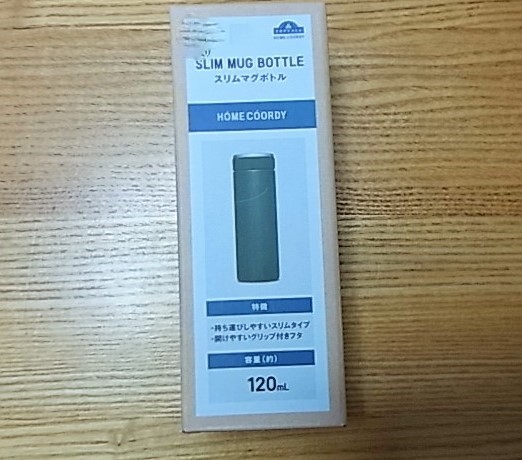 HOME COORDY
SLIM MUG BOTTLE
スリムマグボトル
HOME COORDY
特徴
・持ち運びしやすいスリムタイプ
・開けやすいグリップ付きフタ
容量(約)
120mL